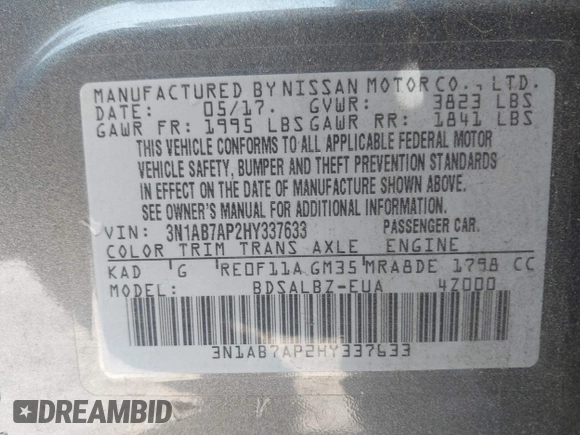 MANUFACTURED BY NISSAN MOTOR CO., LTD.
DATE: 05/17. GVWR: 3823 LBS
GAWR FR: 1995 LBS GAWR RR: 1841 LBS
THIS VEHICLE CONFORMS TO ALL APPLICABLE FEDERAL MOTOR
VEHICLE SAFETY, BUMPER AND THEFT PREVENTION STANDARDS
IN EFFECT ON THE DATE OF MANUFACTURE SHOWN ABOVE.
SEE OWNER'S MANUAL FOR ADDITIONAL INFORMATION.
VIN: 3N1AB7AP2HY337633 PASSENGER CAR.
COLOR TRIM TRANS AXLE ENGINE
KAD G RE0F11A GM35 MRA8DE 1798 CC
MODEL: BDSALBZ-EUA 4Z000
3N1AB7AP2HY337633
DREAMBID